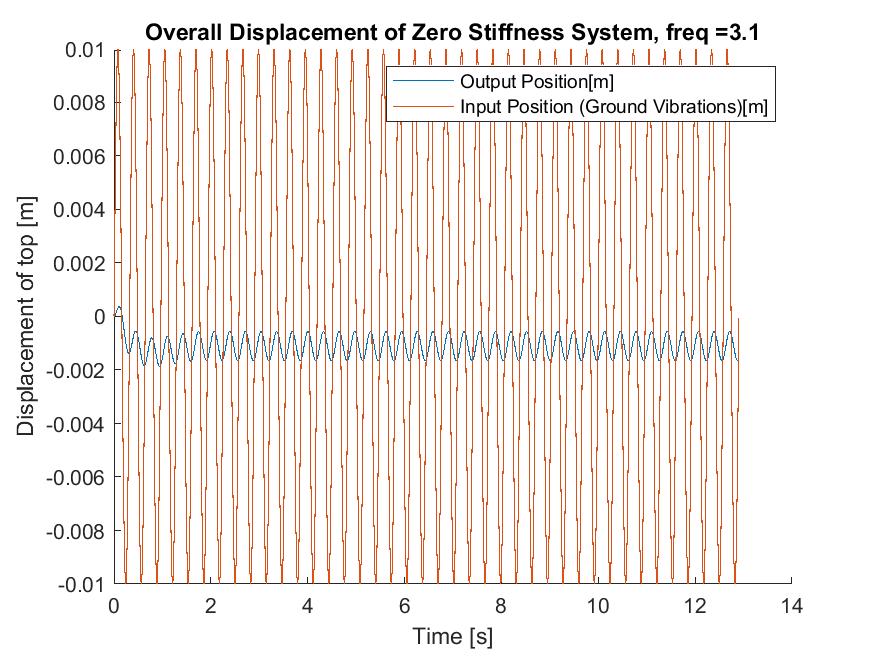 Overall Displacement of Zero Stiffness System, freq =3.1
0.01
0.008
0.006
0.004
0.002
0
-0.002
-0.004
-0.006
-0.008
-0.01
Displacement of top [m]
Output Position[m]
Input Position (Ground Vibrations)[m]
0 2 4 6 8 10 12 14
Time [s]